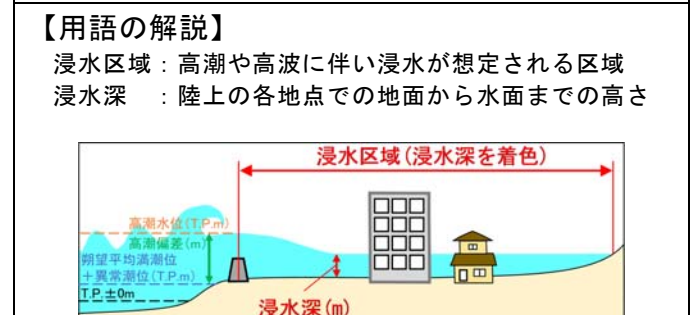 【用語の解説】
浸水区域：高潮や高波に伴い浸水が想定される区域
浸水深　：陸上の各地点での地面から水面までの高さ
浸水区域(浸水深を着色)
高潮水位(T.P.m)
高潮偏差(m)
朔望平均満潮位
＋異常潮位(T.P.m)
T.P.±0m
浸水深(m)